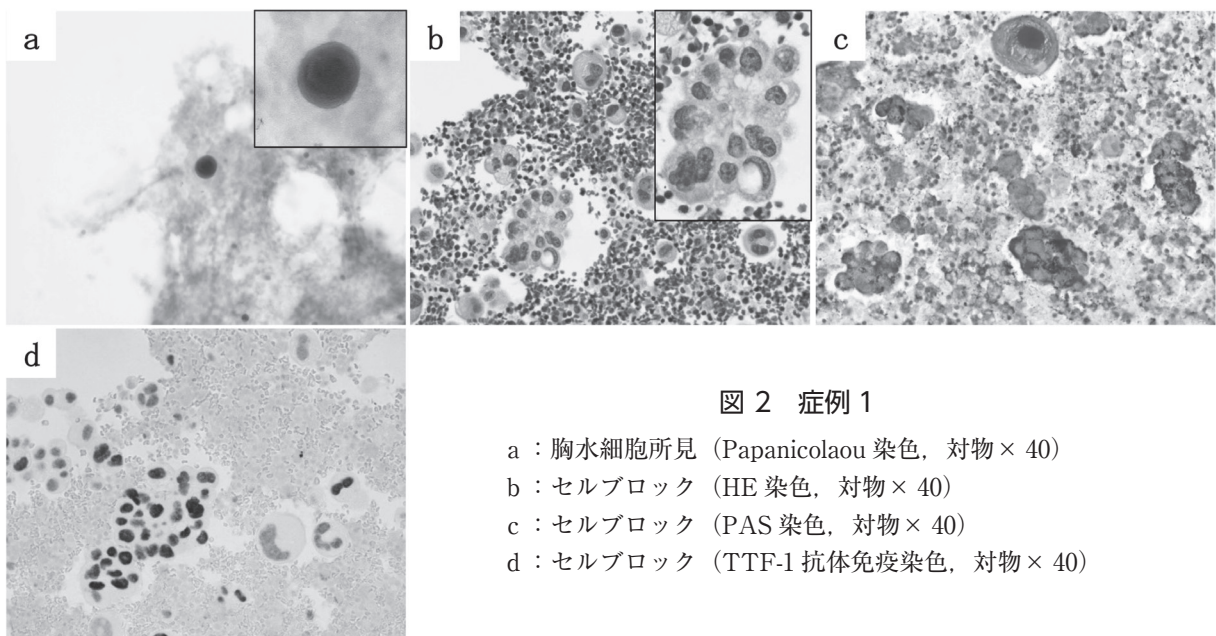 a
b
c
d
図 2 症例 1
a：胸水細胞所見（Papanicolaou 染色，対物× 40）
b：セルブロック（HE 染色，対物× 40）
c：セルブロック（PAS 染色，対物× 40）
d：セルブロック（TTF-1 抗体免疫染色，対物× 40）